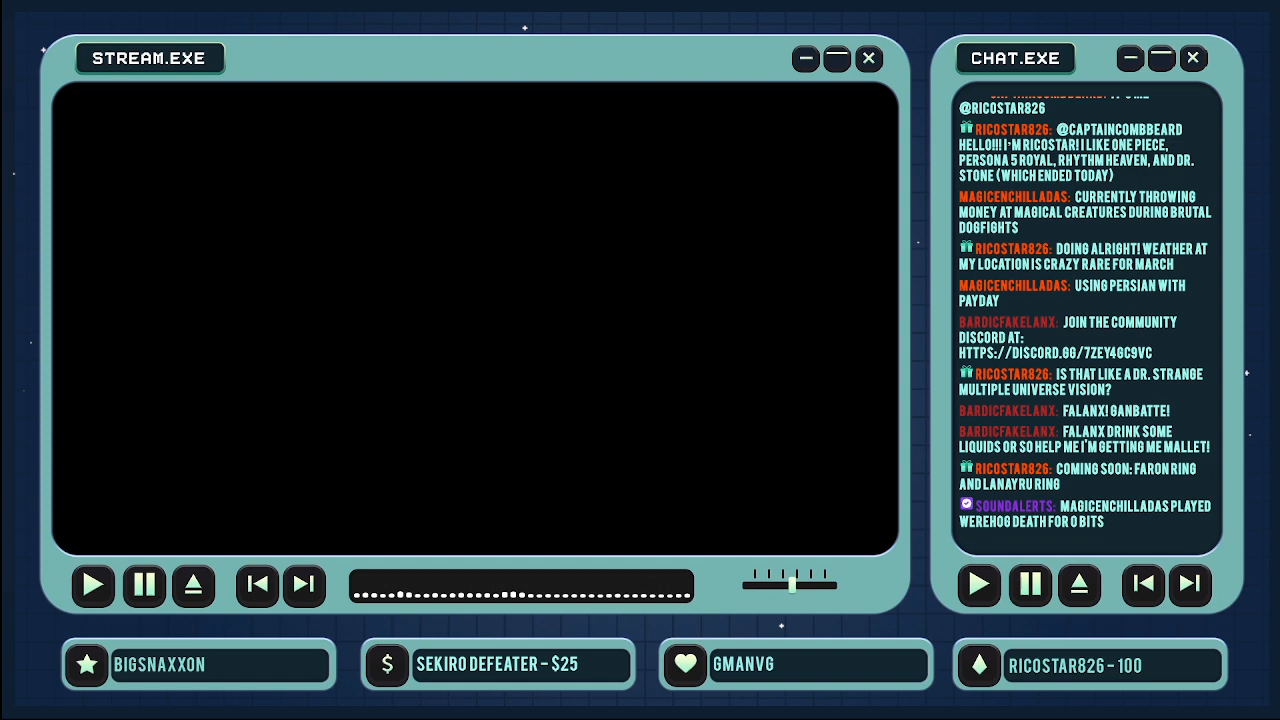 STREAM.EXE
CHAT.EXE
@RICOSTAR826
RICOSTAR826: @CAPTAINCOMBBEARD
HELLO!!! I'M RICOSTAR! I LIKE ONE PIECE,
PERSONA 5 ROYAL, RHYTHM HEAVEN, AND DR.
STONE (WHICH ENDED TODAY)
MAGICENCHILLADAS: CURRENTLY THROWING
MONEY AT MAGICAL CREATURES DURING BRUTAL
DOGFIGHTS
RICOSTAR826: DOING ALRIGHT! WEATHER AT
MY LOCATION IS CRAZY RARE FOR MARCH
MAGICENCHILLADAS: USING PERSIAN WITH
PAYDAY
BARDICFAKELANX: JOIN THE COMMUNITY
DISCORD AT:
HTTPS://DISCORD.GG/7ZEY4GC9VC
RICOSTAR826: IS THAT LIKE A DR. STRANGE
MULTIPLE UNIVERSE VISION?
BARDICFAKELANX: FALANX! GANBATTE!
BARDICFAKELANX: FALANX DRINK SOME
LIQUIDS OR SO HELP ME I'M GETTING ME MALLET!
RICOSTAR826: COMING SOON: FARON RING
AND LANAYRU RING
SOUNDALERTS: MAGICENCHILLADAS PLAYED
WEREHOG DEATH FOR 0 BITS
BIGSNAXXON
SEKIRO DEFEATER - $25
GMANVG
RICOSTAR826 - 100